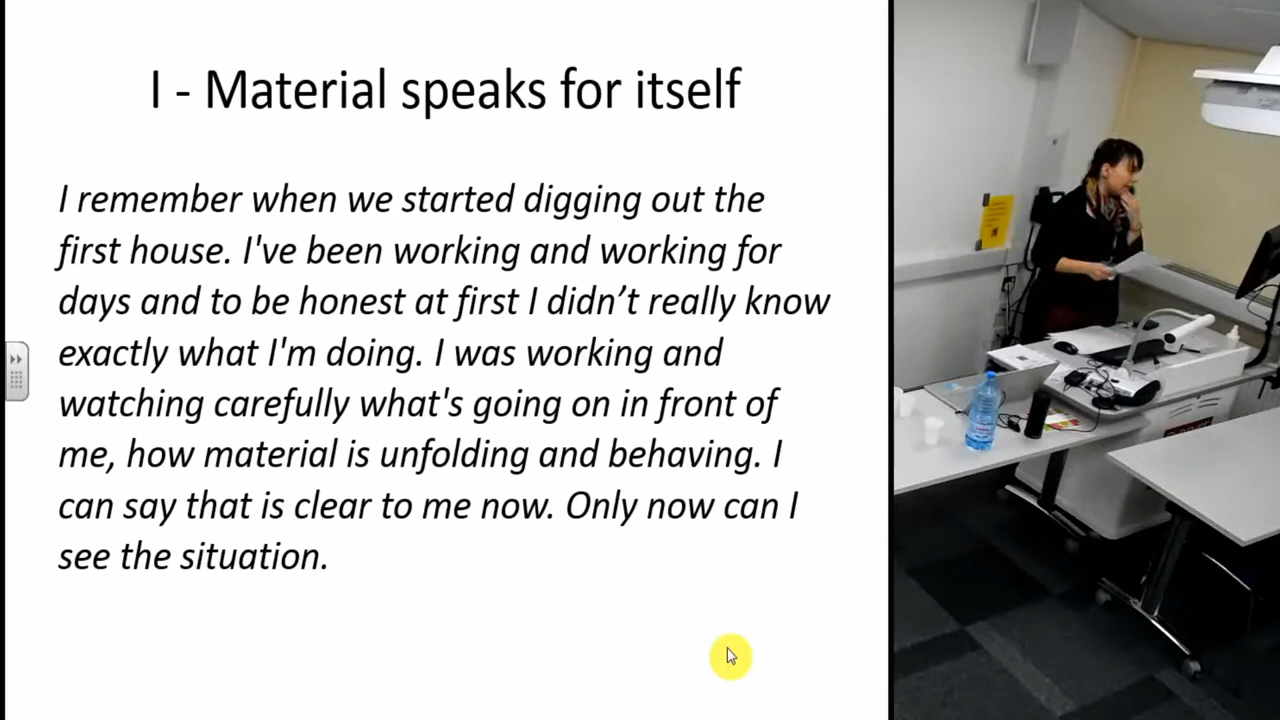 I - Material speaks for itself
I remember when we started digging out the
first house. I've been working and working for
days and to be honest at first I didn’t really know
exactly what I'm doing. I was working and
watching carefully what's going on in front of
me, how material is unfolding and behaving. I
can say that is clear to me now. Only now can I
see the situation.